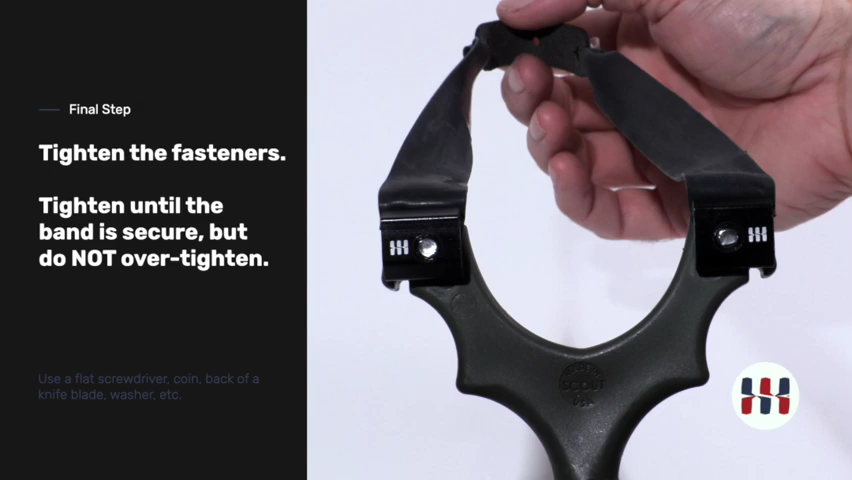 Final Step
Tighten the fasteners.
Tighten until the
band is secure, but
do NOT over-tighten.
Use a flat screwdriver, coin, back of a
knife blade, washer, etc.
SCOUT